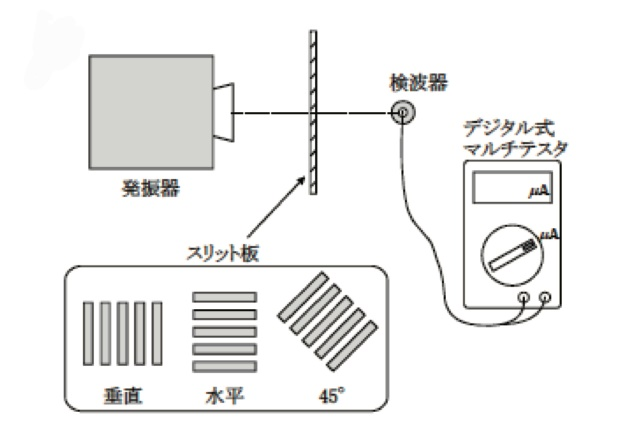 検波器
デジタル式
マルチテスタ
μA
μA
発振器
スリット板
垂直
水平
45°